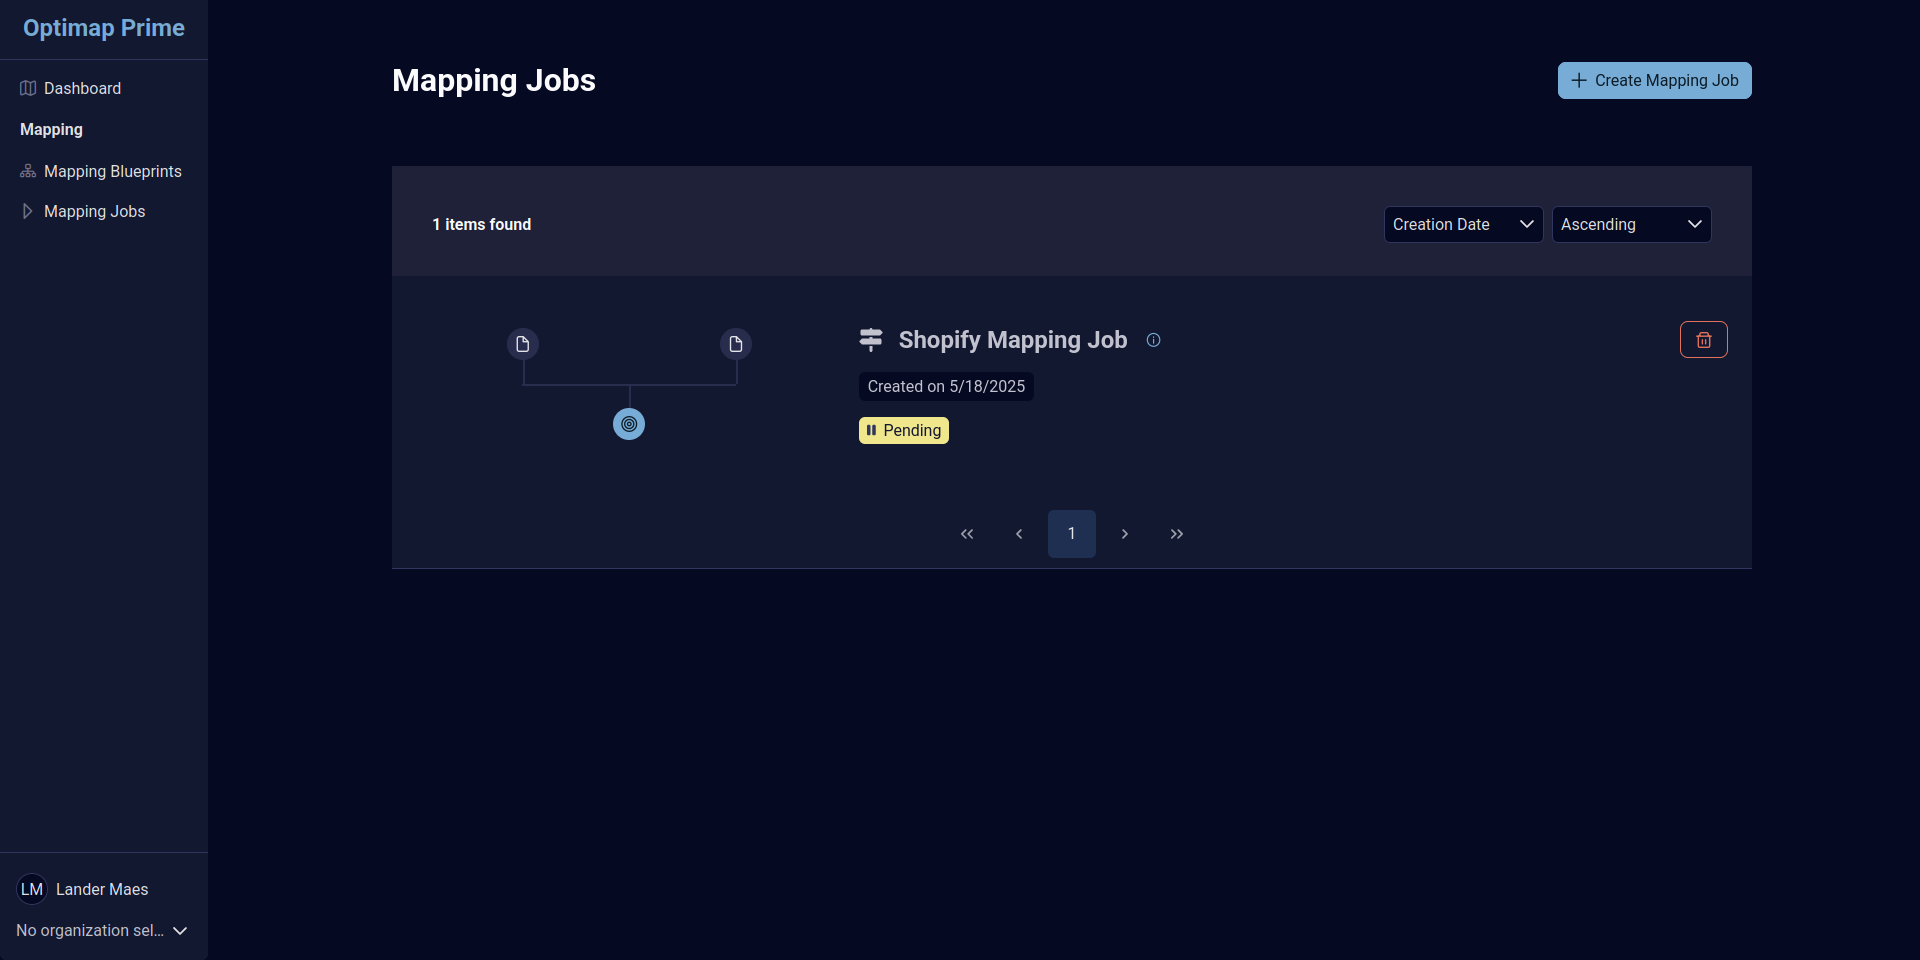 Optimap Prime
Dashboard
Mapping
Mapping Blueprints
Mapping Jobs
LM Lander Maes
No organization sel...
Mapping Jobs
Create Mapping Job
1 items found
Creation Date
Ascending
Shopify Mapping Job
Created on 5/18/2025
Pending
1